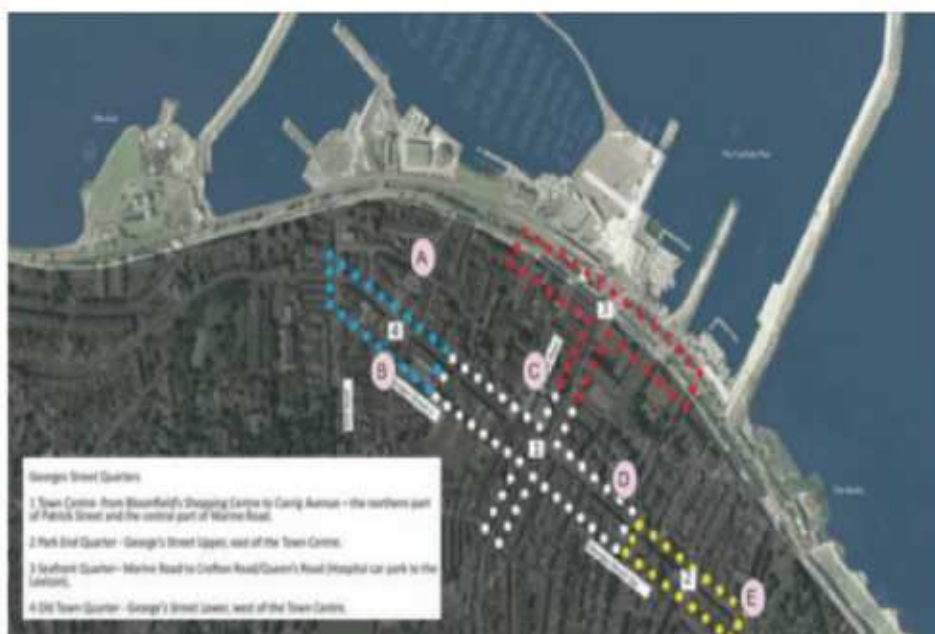 The Carlisle Pier
A
3
4
B
C
1
D
2
E
Georges Street Quarters
1 Town Centre- From Bloomfield's Shopping Centre to Carrig Avenue – the northern part
of Patrick Street and the central part of Marine Road.
2 Park End Quarter - George's Street Upper, east of the Town Centre.
3 Seafront Quarter– Marine Road to Crofton Road/Queen's Road (Hospital car park to the
Lexicon).
4 Old Town Quarter - George's Street Lower, west of the Town Centre.